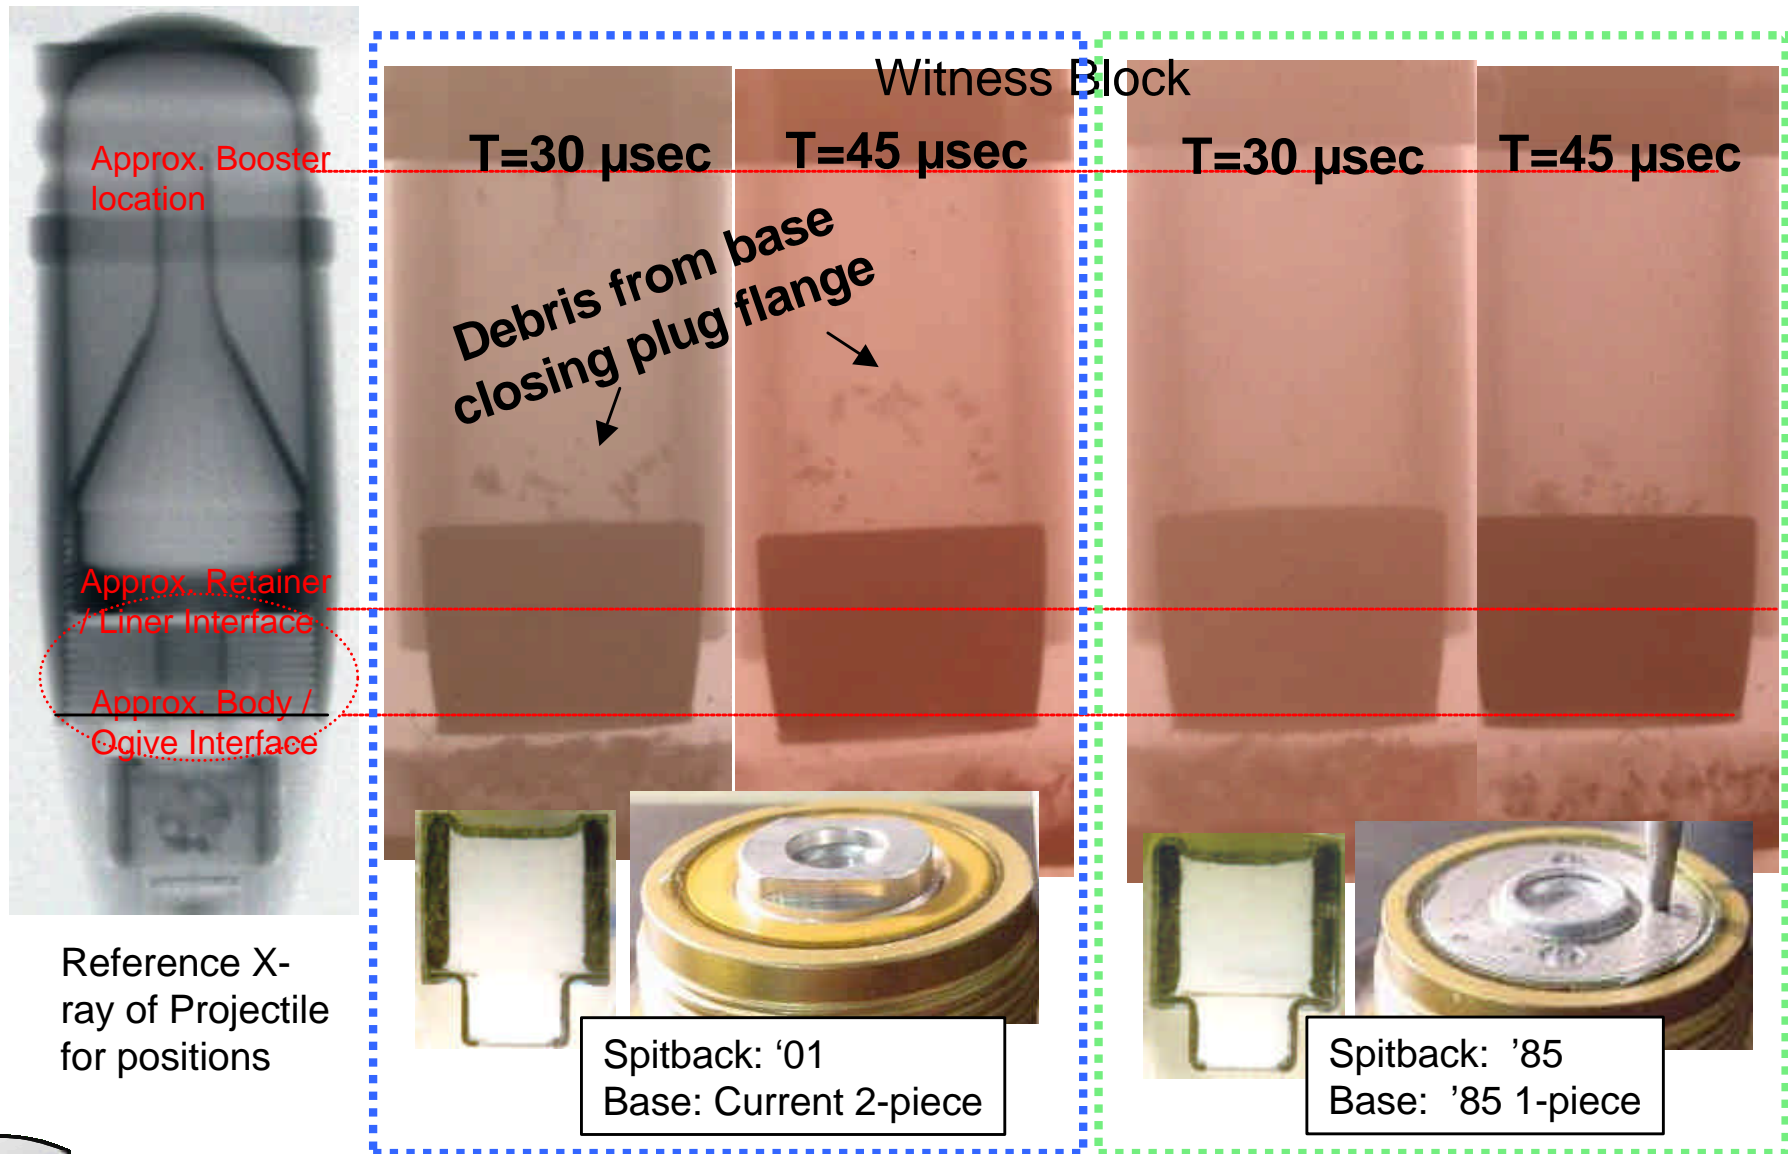 Witness Block
Approx. Booster
location
T=30 µsec
T=45 µsec
T=30 µsec
T=45 µsec
Debris from base
closing plug flange
Approx. Retainer
/ Liner Interface
Approx. Body /
Ogive Interface
Reference X-
ray of Projectile
for positions
Spitback: ‘01
Base: Current 2-piece
Spitback: ’85
Base: ’85 1-piece